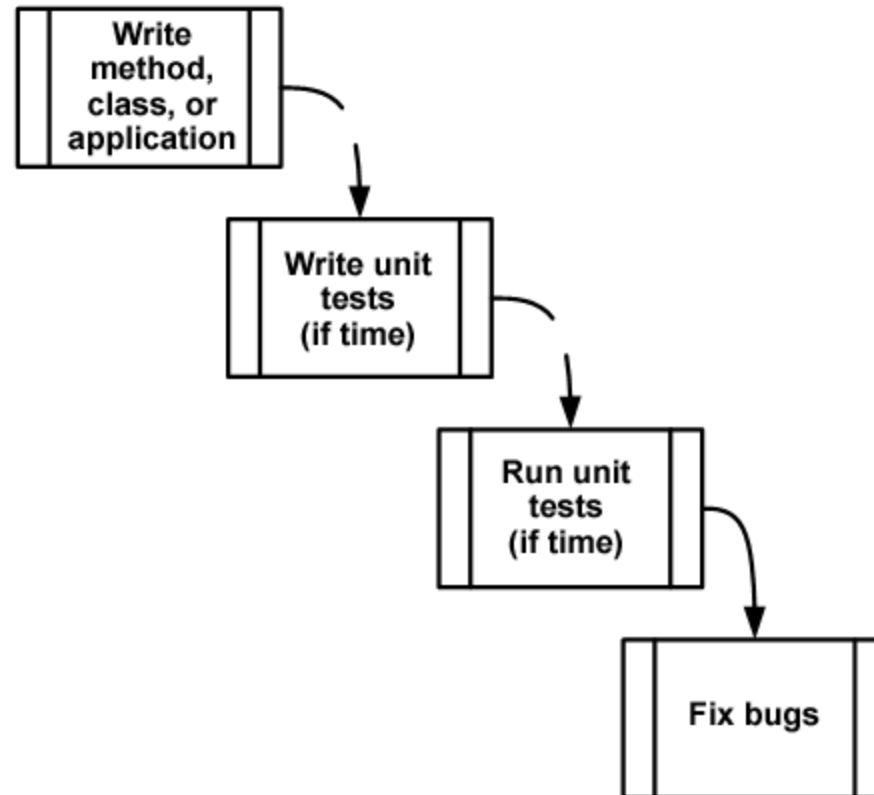 Write
method,
class, or
application
Write unit
tests
(if time)
Run unit
tests
(if time)
Fix bugs